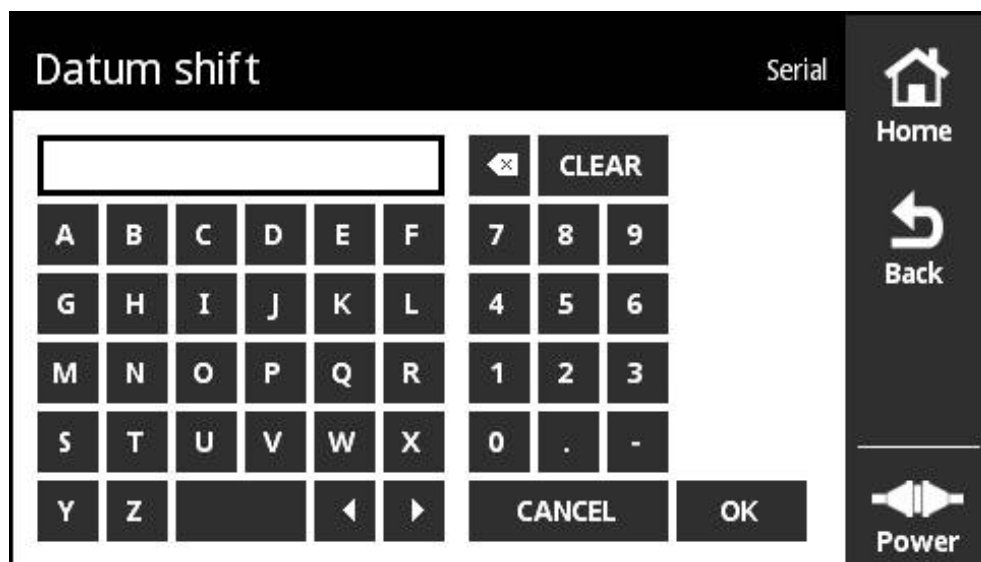 Datum shift
Serial
Home
CLEAR
A B C D E F 7 8 9
Back
G H I J K L 4 5 6
M N O P Q R 1 2 3
S T U V W X 0 . -
Y Z CANCEL OK
Power